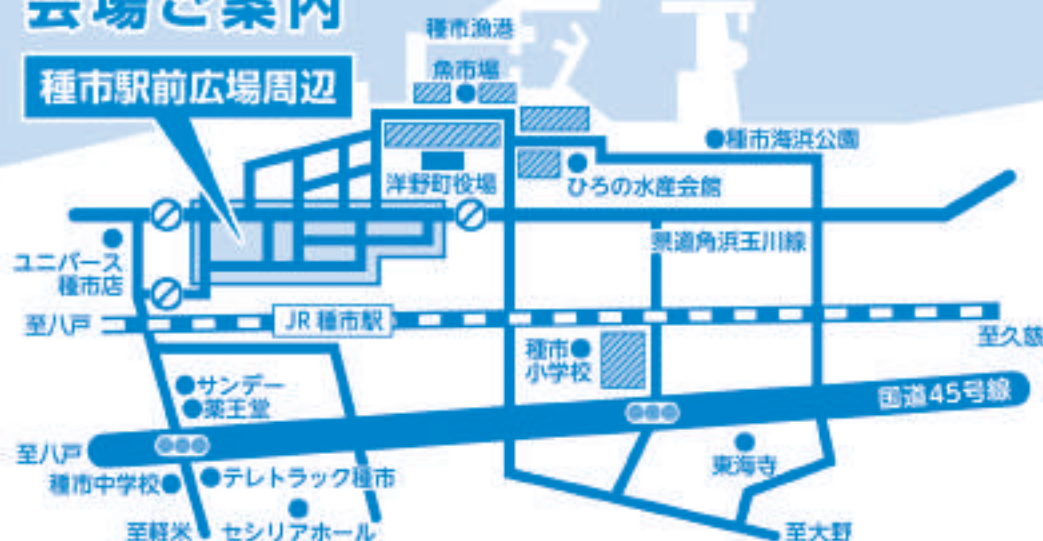 会場ご案内
種市漁港
種市駅前広場周辺
魚市場
種市海浜公園
洋野町役場
ひろの水産会館
県道角浜玉川線
ユニバース
種市店
至八戸
JR 種市駅
至久慈
種市
小学校
サンデー
薬王堂
国道45号線
至八戸
東海寺
種市中学校
テレトラック種市
至軽米
セシリアホール
至大野